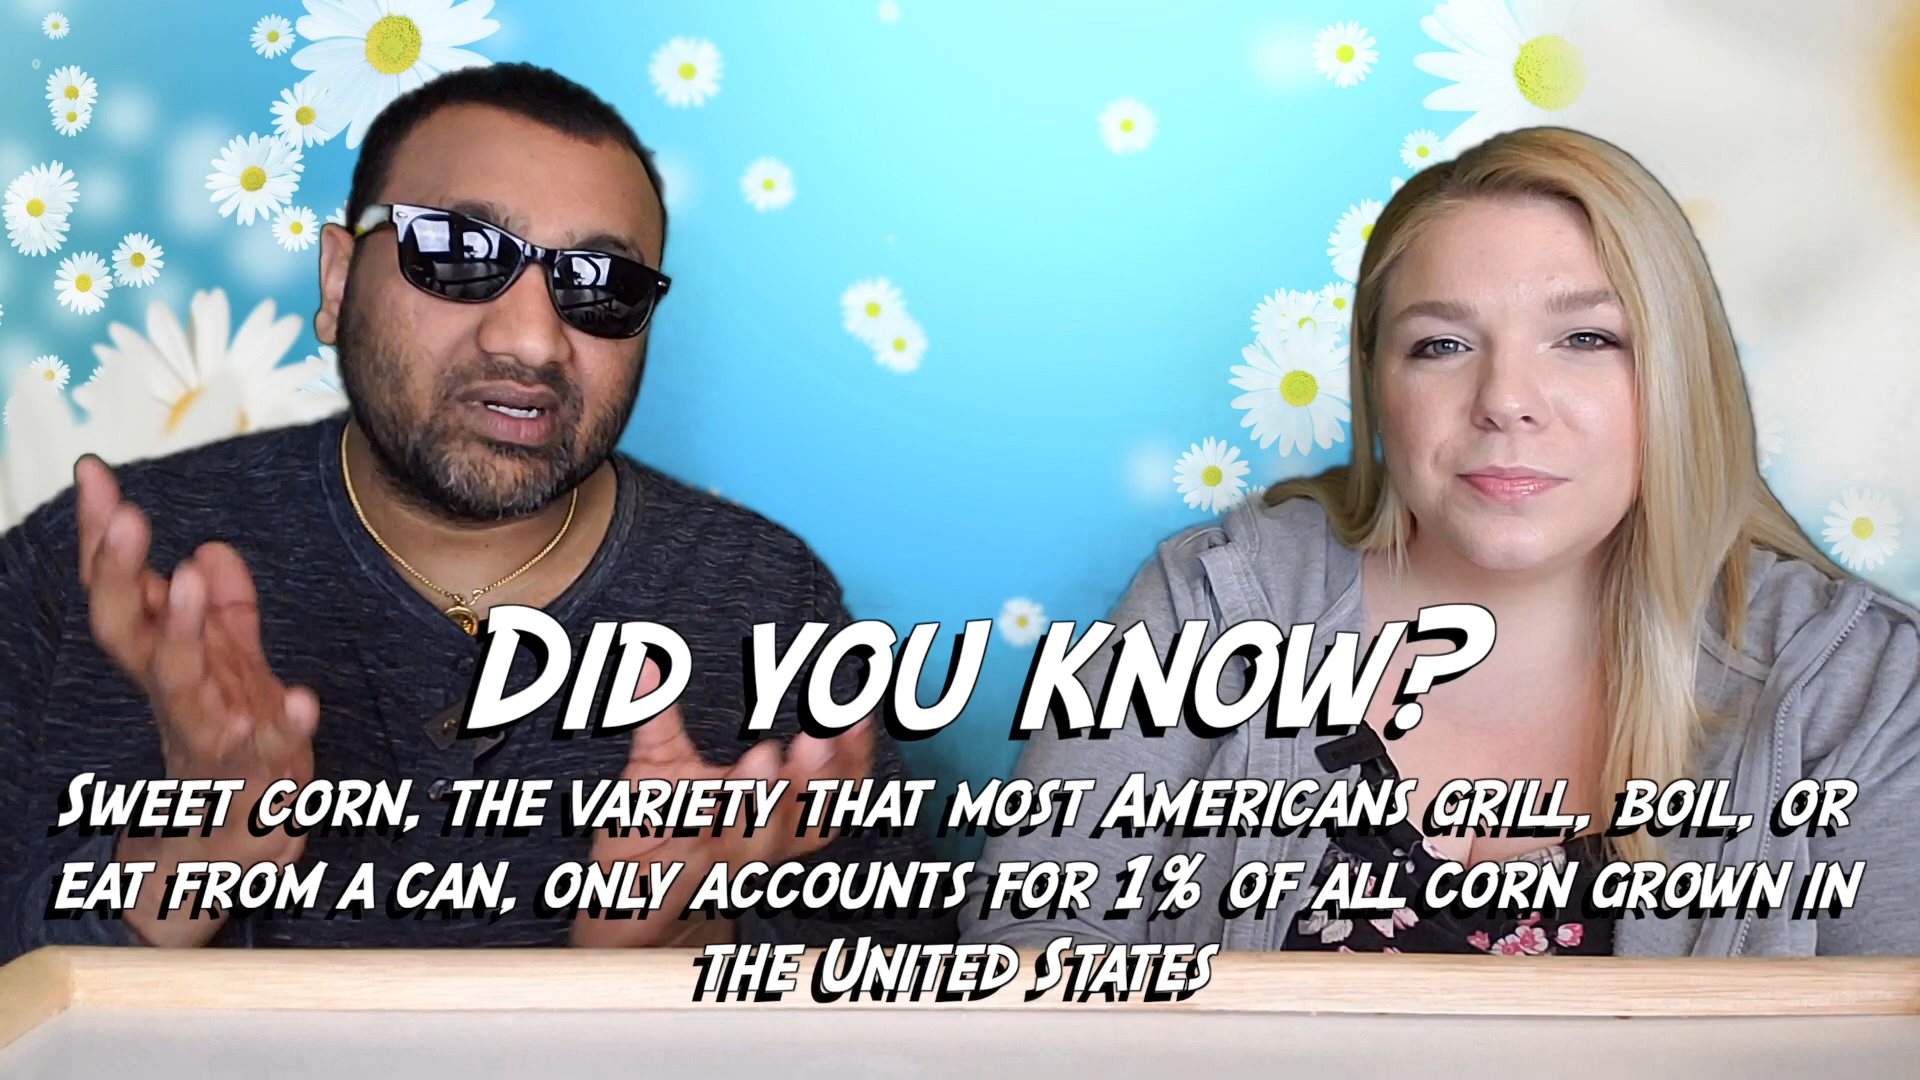 Did you know?
Sweet corn, the variety that most Americans grill, boil, or
eat from a can, only accounts for 1% of all corn grown in
the United States